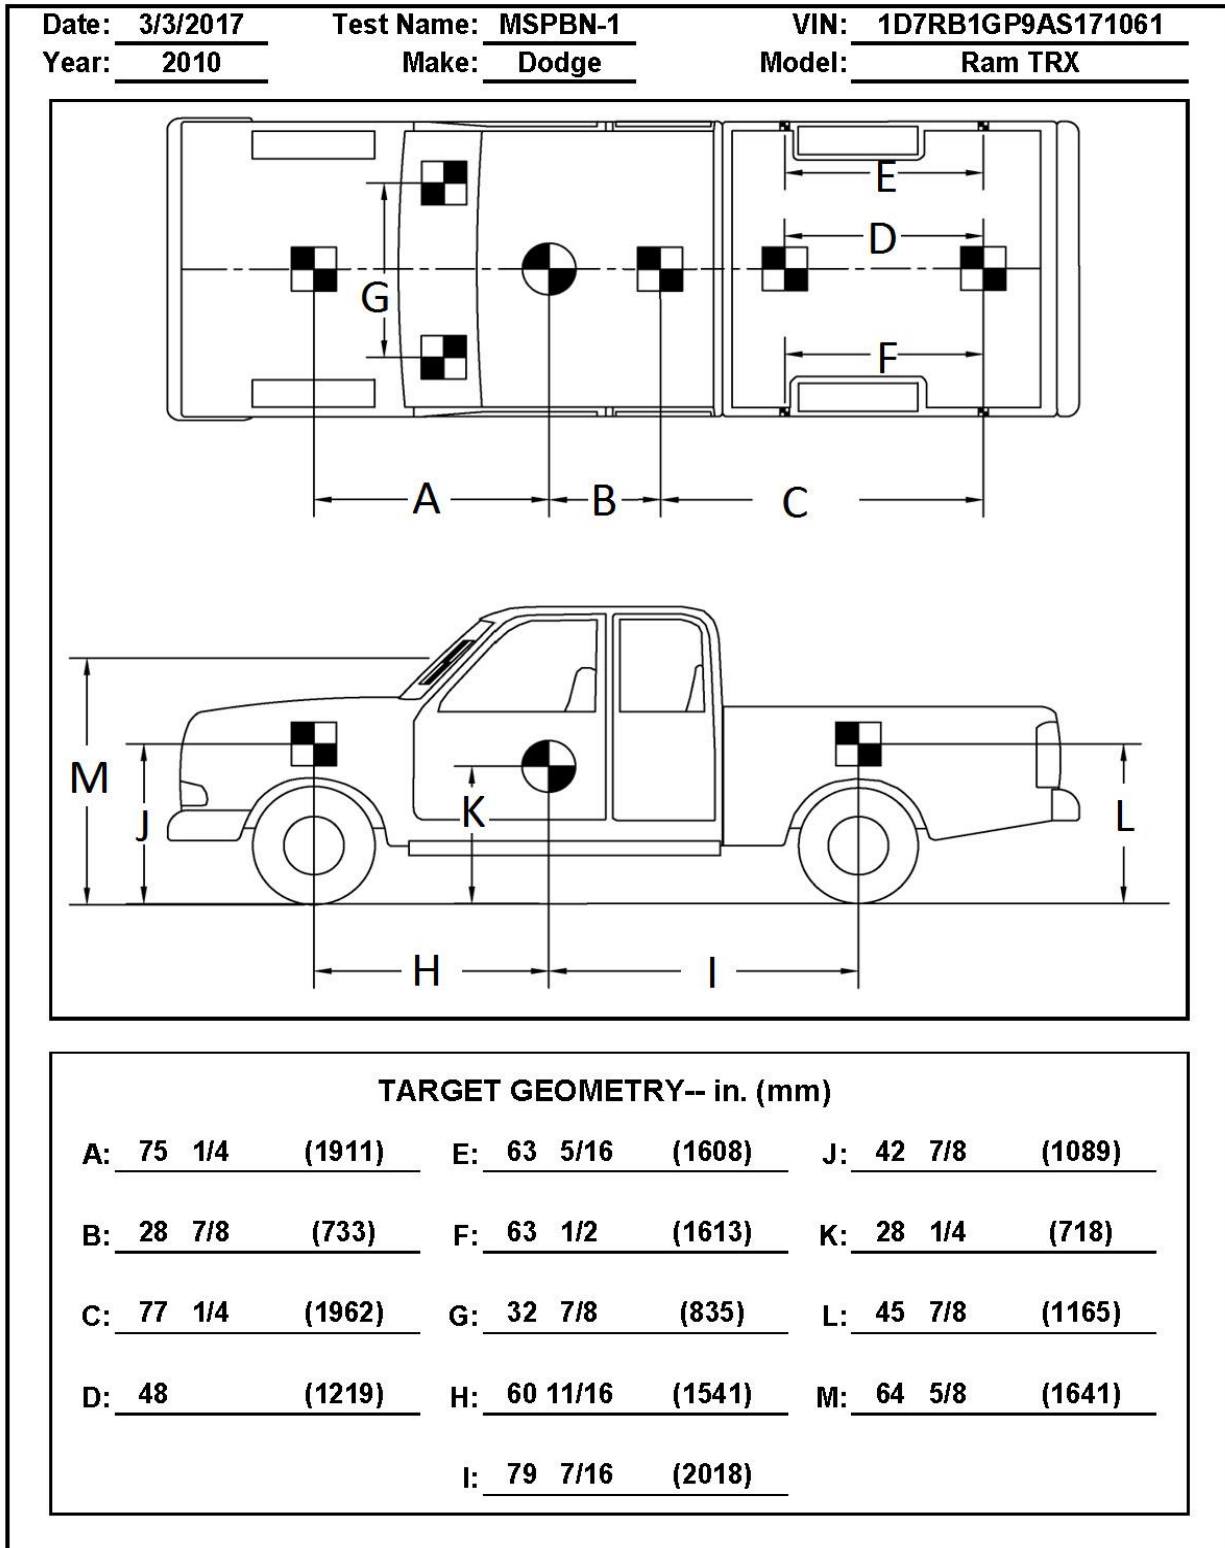 Date: 3/3/2017 Test Name: MSPBN-1 VIN: 1D7RB1GP9AS171061
Year: 2010 Make: Dodge Model: Ram TRX
E
D
G
F
A B C
M
J K L
H I
TARGET GEOMETRY-- in. (mm)
A: 75 1/4 (1911) E: 63 5/16 (1608) J: 42 7/8 (1089)
B: 28 7/8 (733) F: 63 1/2 (1613) K: 28 1/4 (718)
C: 77 1/4 (1962) G: 32 7/8 (835) L: 45 7/8 (1165)
D: 48 (1219) H: 60 11/16 (1541) M: 64 5/8 (1641)
I: 79 7/16 (2018)